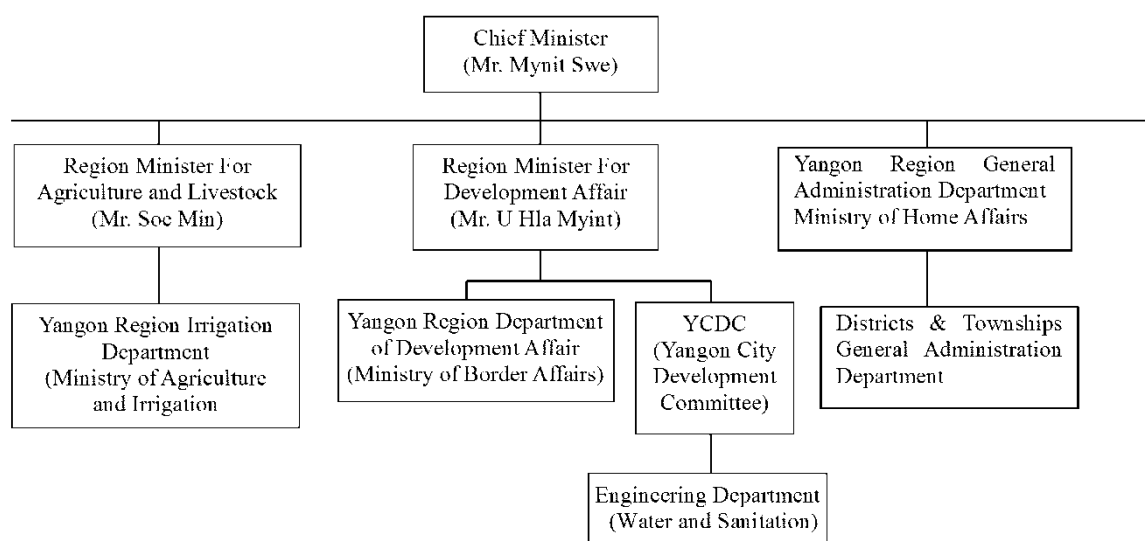 Chief Minister
(Mr. Mynit Swe)
Region Minister For
Agriculture and Livestock
(Mr. Soe Min)
Region Minister For
Development Affair
(Mr. U Hla Myint)
Yangon Region General
Administration Department
Ministry of Home Affairs
Yangon Region Irrigation
Department
(Ministry of Agriculture
and Irrigation
Yangon Region Department
of Development Affair
(Ministry of Border Affairs)
YCDC
(Yangon City
Development
Committee)
Districts & Townships
General Administration
Department
Engineering Department
(Water and Sanitation)